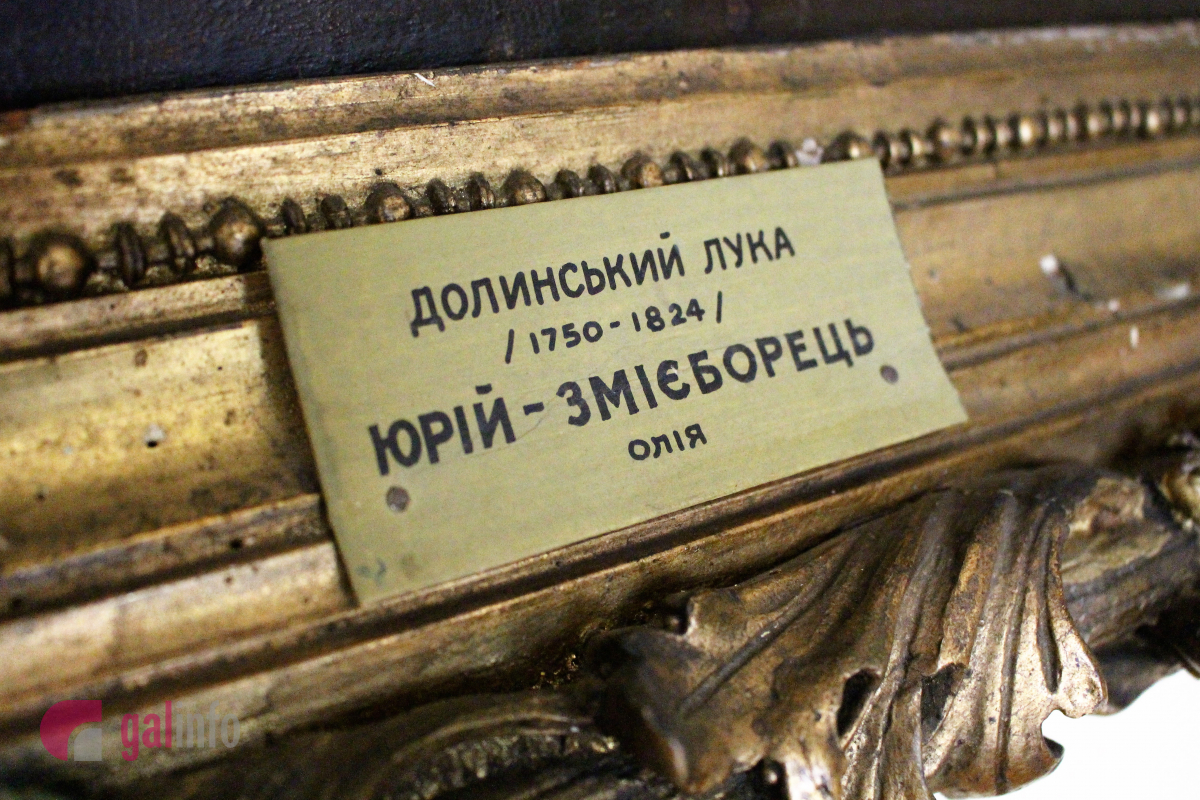 ДОЛИНСЬКИЙ ЛУКА
/1750-1824/
ЮРІЙ-ЗМІЄБОРЕЦЬ
ОЛІЯ
galinfo